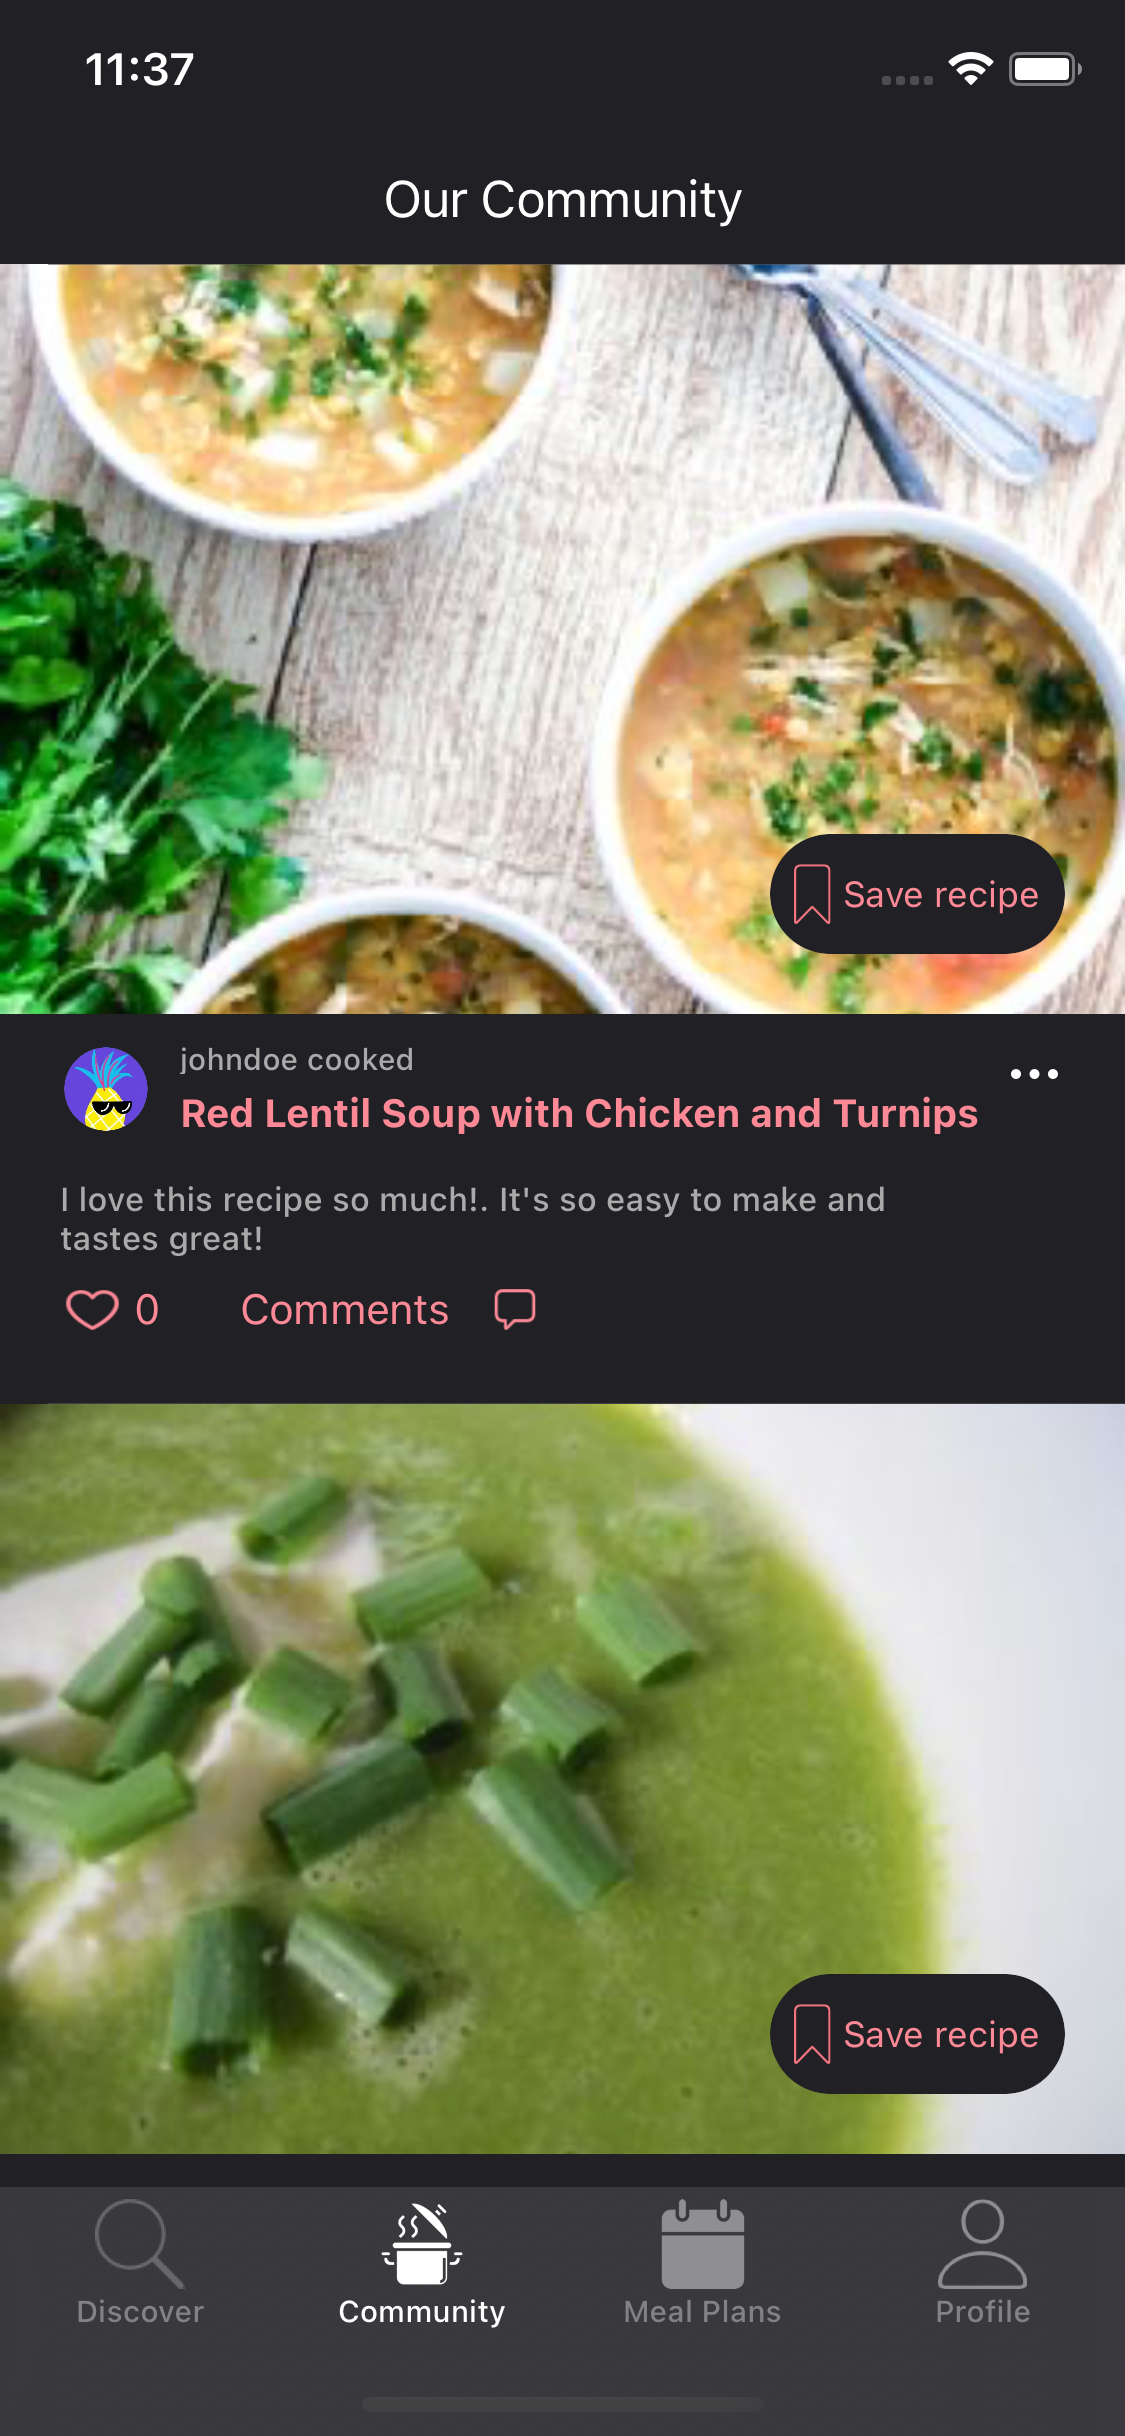 11:37
Our Community
Save recipe
johndoe cooked
Red Lentil Soup with Chicken and Turnips
I love this recipe so much!. It's so easy to make and
tastes great!
0 Comments
Save recipe
Discover Community Meal Plans Profile